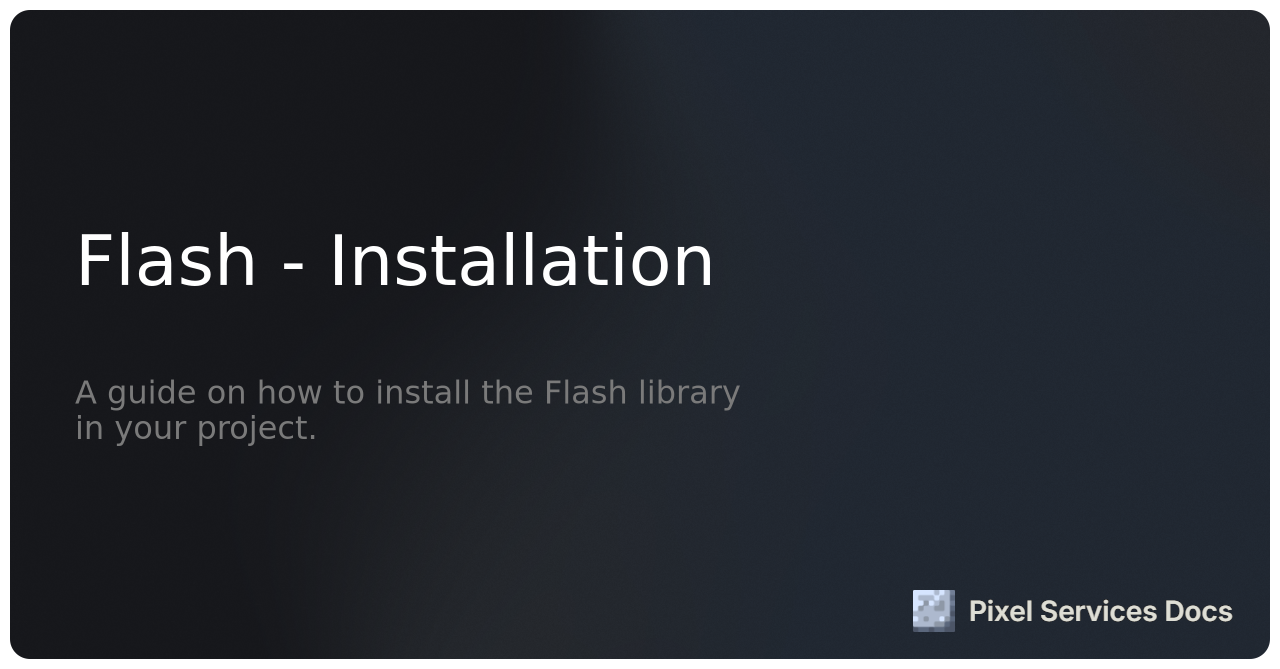 Flash - Installation
A guide on how to install the Flash library
in your project.
Pixel Services Docs